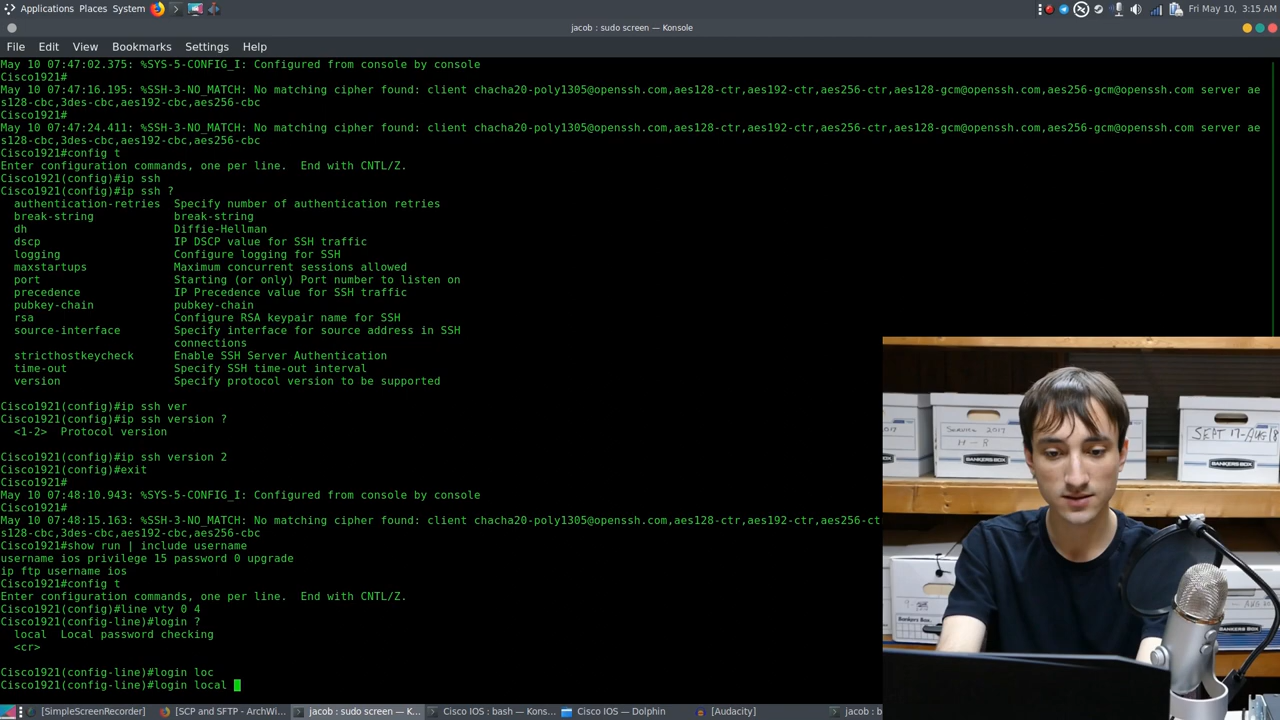 Applications Places System
Fri May 10, 3:15 AM
jacob : sudo screen — Konsole
File Edit View Bookmarks Settings Help
May 10 07:47:02.375: %SYS-5-CONFIG_I: Configured from console by console
Cisco1921#
May 10 07:47:16.195: %SSH-3-NO_MATCH: No matching cipher found: client chacha20-poly1305@openssh.com,aes128-ctr,aes192-ctr,aes256-ctr,aes128-gcm@openssh.com,aes256-gcm@openssh.com server ae
s128-cbc,3des-cbc,aes192-cbc,aes256-cbc
Cisco1921#
May 10 07:47:24.411: %SSH-3-NO_MATCH: No matching cipher found: client chacha20-poly1305@openssh.com,aes128-ctr,aes192-ctr,aes256-ctr,aes128-gcm@openssh.com,aes256-gcm@openssh.com server ae
s128-cbc,3des-cbc,aes192-cbc,aes256-cbc
Cisco1921#config t
Enter configuration commands, one per line.  End with CNTL/Z.
Cisco1921(config)#ip ssh
Cisco1921(config)#ip ssh ?
authentication-retries  Specify number of authentication retries
break-string  break-string
dh  Diffie-Hellman
dscp  IP DSCP value for SSH traffic
logging  Configure logging for SSH
maxstartups  Maximum concurrent sessions allowed
port  Starting (or only) Port number to listen on
precedence  IP Precedence value for SSH traffic
pubkey-chain  pubkey-chain
rsa  Configure RSA keypair name for SSH
source-interface  Specify interface for source address in SSH
connections
stricthostkeycheck  Enable SSH Server Authentication
time-out  Specify SSH time-out interval
version  Specify protocol version to be supported
Cisco1921(config)#ip ssh ver
Cisco1921(config)#ip ssh version ?
<1-2>  Protocol version
Cisco1921(config)#ip ssh version 2
Cisco1921(config)#exit
Cisco1921#
May 10 07:48:10.943: %SYS-5-CONFIG_I: Configured from console by console
Cisco1921#
May 10 07:48:15.163: %SSH-3-NO_MATCH: No matching cipher found: client chacha20-poly1305@openssh.com,aes128-ctr,aes192-ctr,aes256-ct
s128-cbc,3des-cbc,aes192-cbc,aes256-cbc
Cisco1921#show run | include username
username ios privilege 15 password 0 upgrade
ip ftp username ios
Cisco1921#config t
Enter configuration commands, one per line.  End with CNTL/Z.
Cisco1921(config)#line vty 0 4
Cisco1921(config-line)#login ?
local  Local password checking
<cr>
Cisco1921(config-line)#login loc
Cisco1921(config-line)#login local
2017
M - R
BANKERS BOX
SEPT 17-AUG 18
BANKERS BOX
[SimpleScreenRecorder]
SCP and SFTP - ArchWi...
jacob : sudo screen — K...
Cisco IOS : bash — Kons...
Cisco IOS — Dolphin
[Audacity]
jacob : b